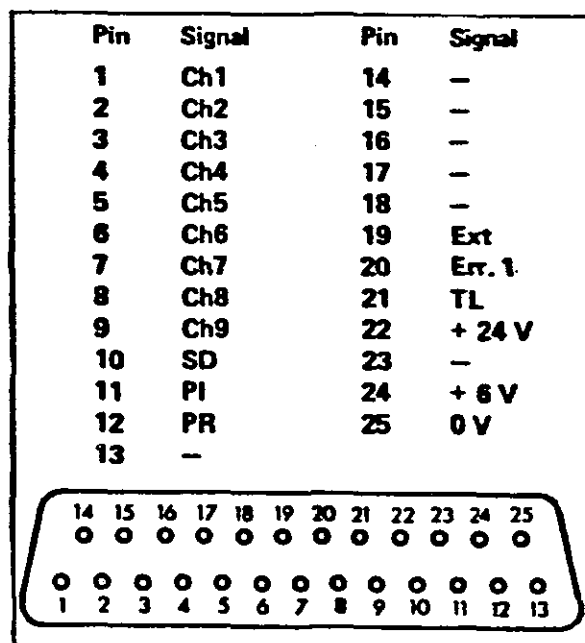 Pin Signal Pin Signal
1 Ch1 14 –
2 Ch2 15 –
3 Ch3 16 –
4 Ch4 17 –
5 Ch5 18 –
6 Ch6 19 Ext
7 Ch7 20 Err. 1
8 Ch8 21 TL
9 Ch9 22 + 24 V
10 SD 23 –
11 PI 24 + 6 V
12 PR 25 0 V
13 –
14 15 16 17 18 19 20 21 22 23 24 25
1 2 3 4 5 6 7 8 9 10 11 12 13